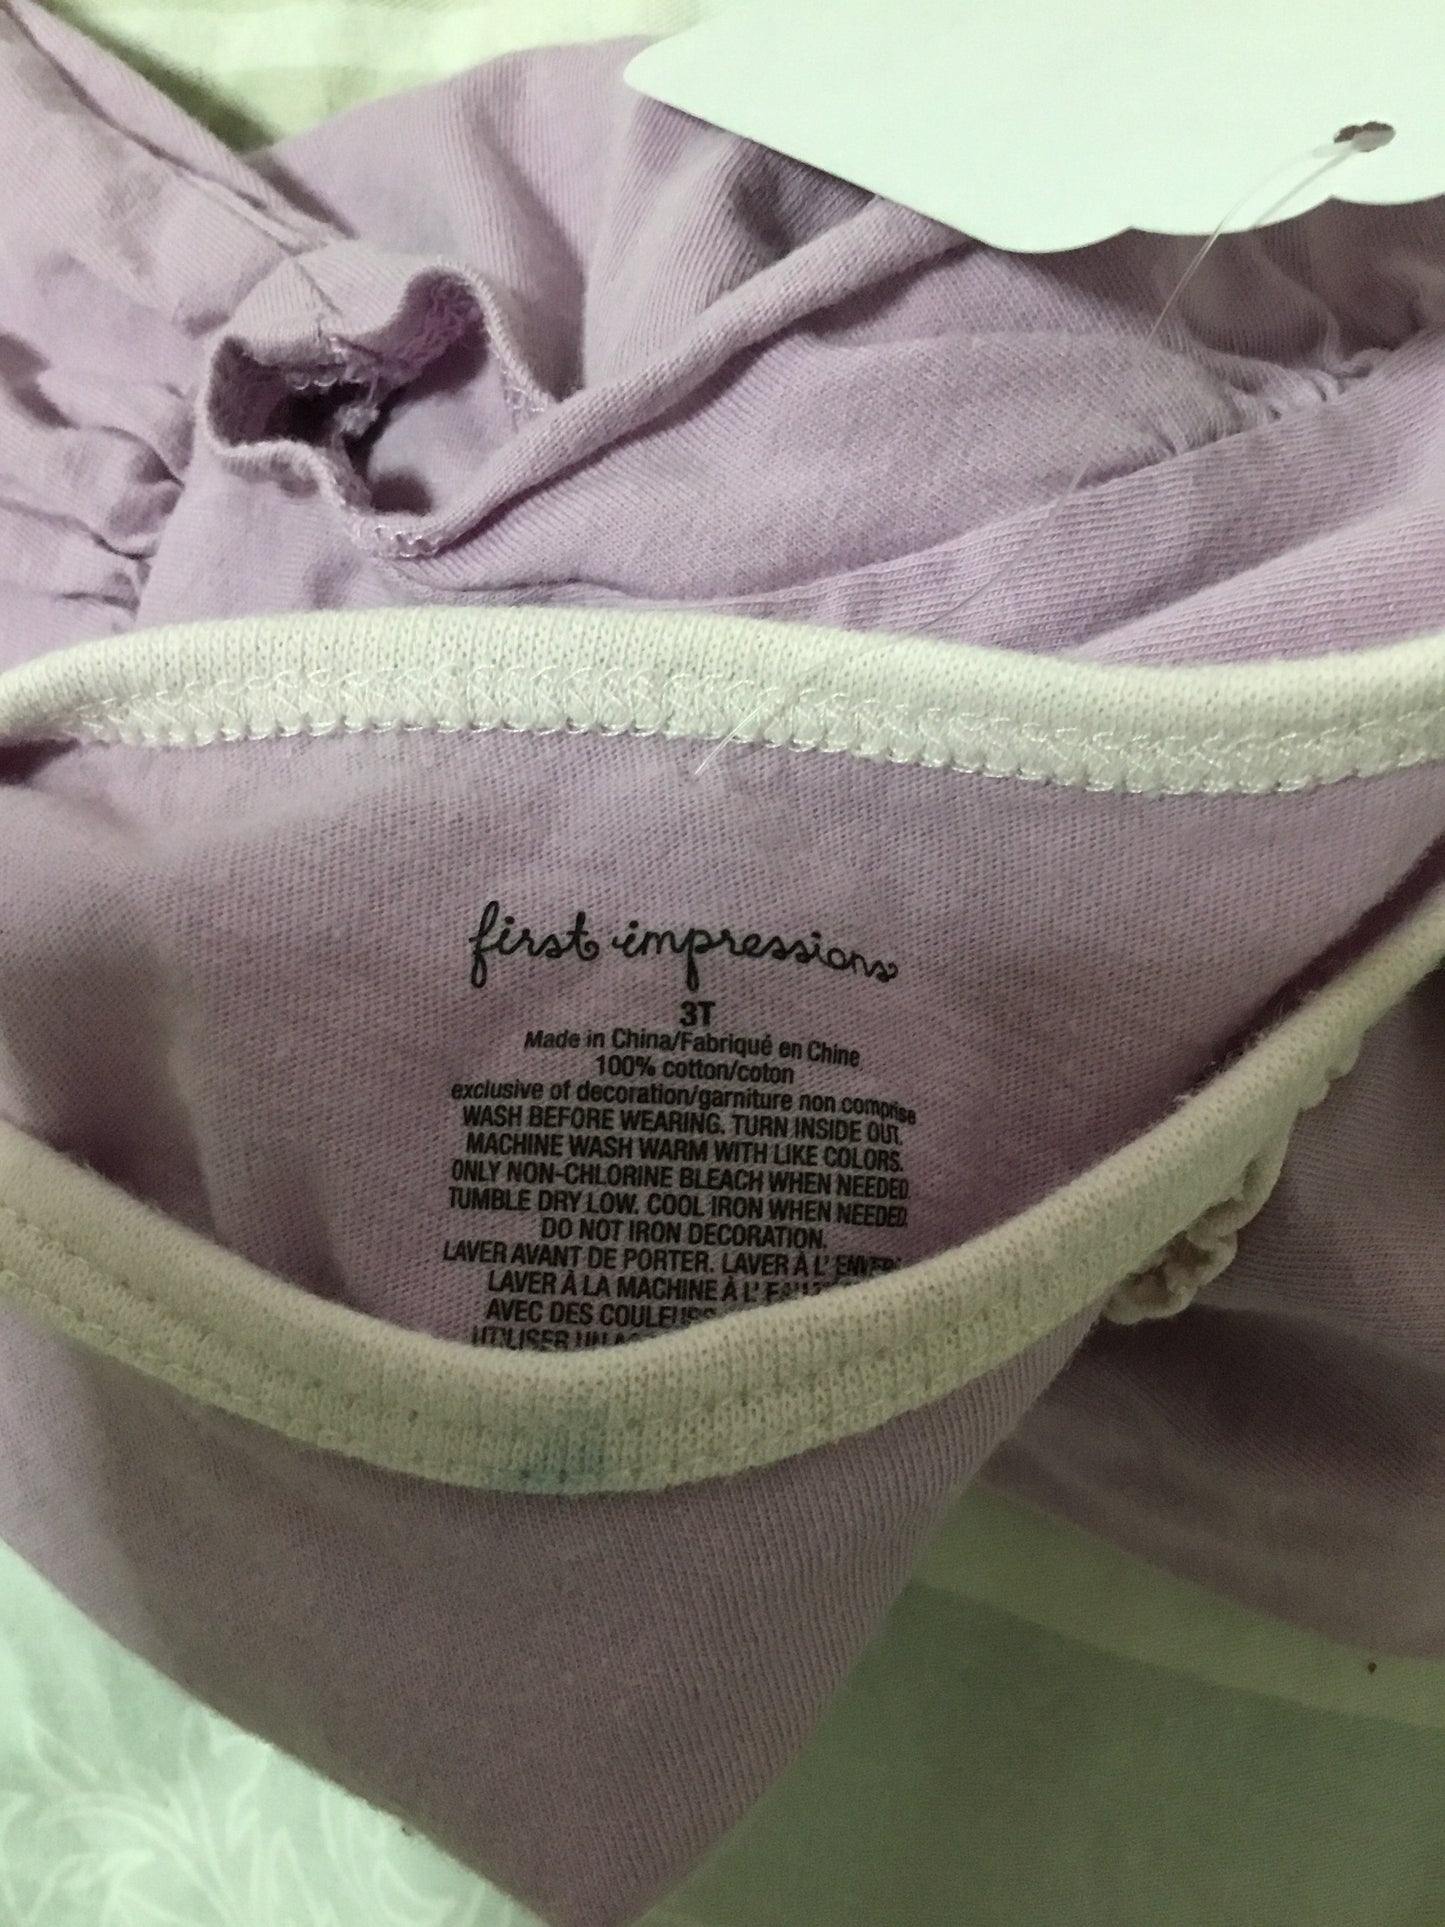 first impressions
3T
Made in China/Fabriqué en Chine
100% cotton/coton
exclusive of decoration/garniture non comprise
WASH BEFORE WEARING. TURN INSIDE OUT.
MACHINE WASH WARM WITH LIKE COLORS.
ONLY NON-CHLORINE BLEACH WHEN NEEDED
TUMBLE DRY LOW. COOL IRON WHEN NEEDED.
DO NOT IRON DECORATION.
LAVER AVANT DE PORTER. LAVER À L'
LAVER À LA MACHINE À L'
AVEC DES COULEURS
UTILISER UN